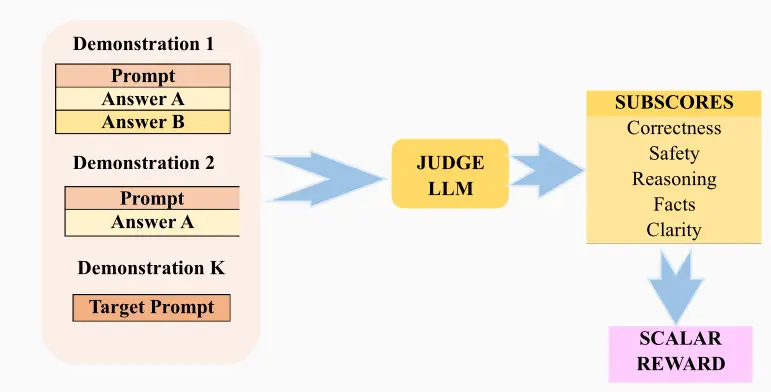 Demonstration 1
Prompt
Answer A
Answer B
Demonstration 2
Prompt
Answer A
Demonstration K
Target Prompt
JUDGE
LLM
SUBSCORES
Correctness
Safety
Reasoning
Facts
Clarity
SCALAR
REWARD